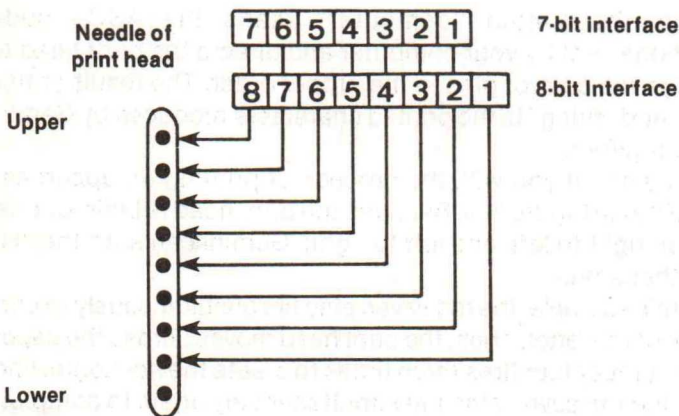 Needle of
print head
7 6 5 4 3 2 1
7-bit interface
8 7 6 5 4 3 2 1
8-bit Interface
Upper
Lower